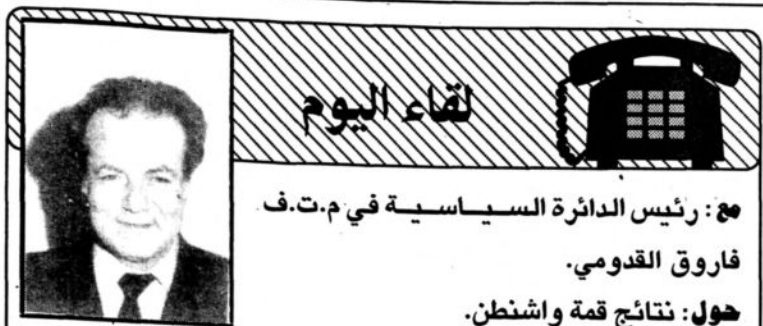 لقاء اليوم
مع: رئيس الدائرة السياسية في م.ت.ف
فاروق القدومي.
حول: نتائج قمة واشنطن.